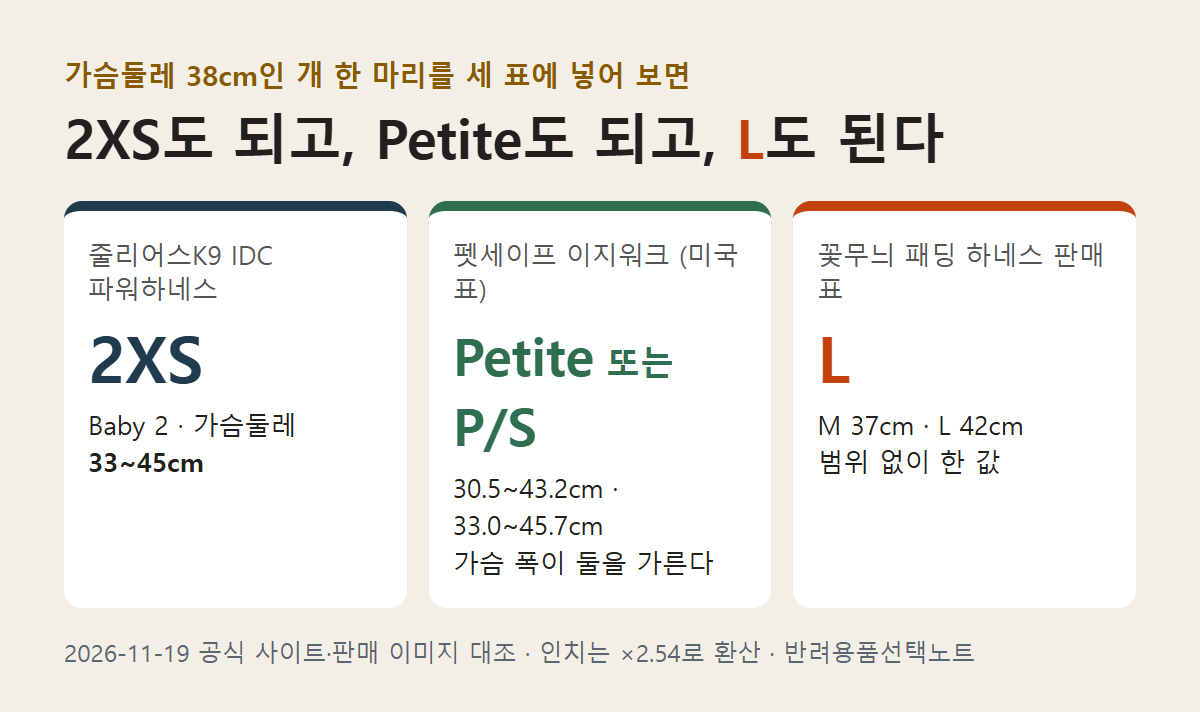 가슴둘레 38cm인 개 한 마리를 세 표에 넣어 보면
2XS도 되고, Petite도 되고, L도 된다
줄리어스K9 IDC
파워하네스
2XS
Baby 2 · 가슴둘레
33~45cm
펫세이프 이지워크 (미국
표)
Petite 또는
P/S
30.5~43.2cm ·
33.0~45.7cm
가슴 폭이 둘을 가른다
꽃무늬 패딩 하네스 판매
표
L
M 37cm · L 42cm
범위 없이 한 값
2026-11-19 공식 사이트·판매 이미지 대조 · 인치는 ×2.54로 환산 · 반려용품선택노트